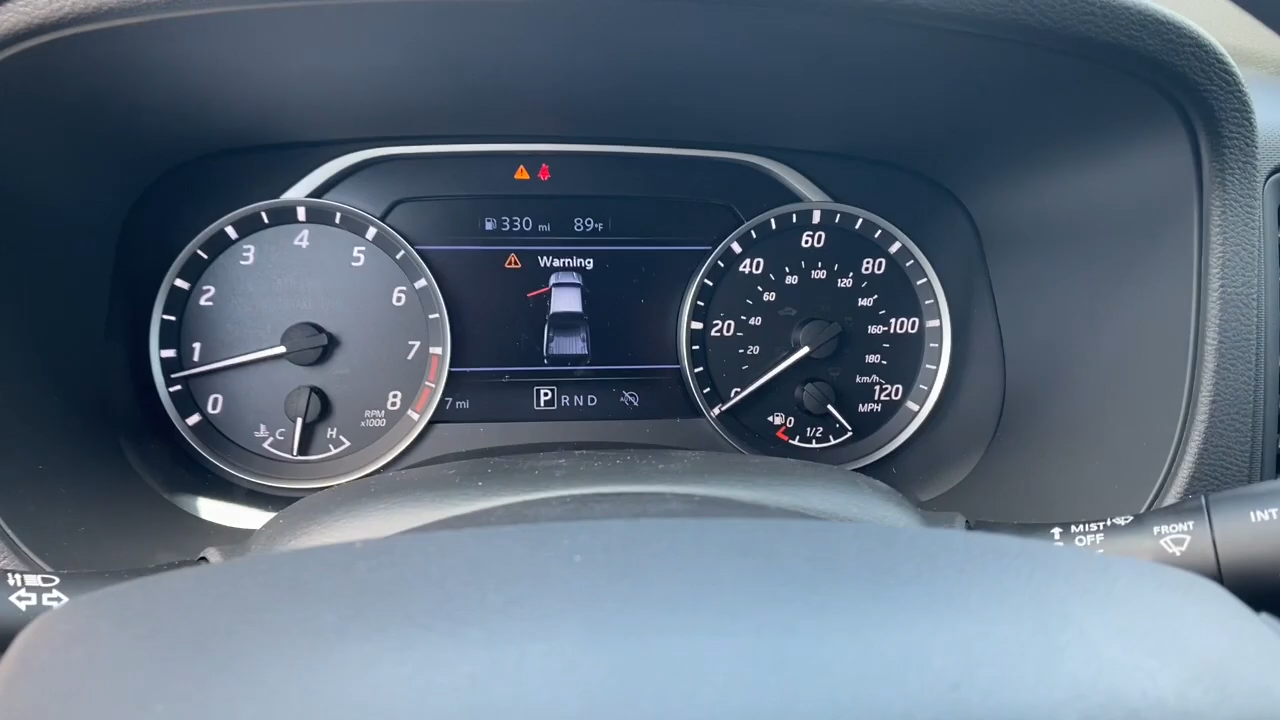 330 mi 89°F
Warning
P R N D
7 mi
0 1 2 3 4 5 6 7 8
RPM
x1000
C H
0 20 40 60 80 100 120
20 40 60 80 100 120 140 160 180
km/h
MPH
0 1/2
MIST
OFF
FRONT
INT